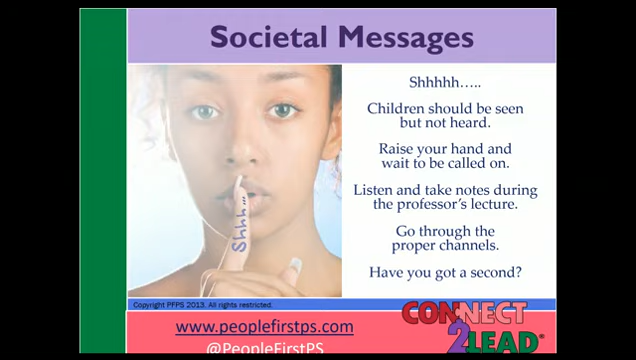 Societal Messages
Shhh...
Shhhhh…..
Children should be seen
but not heard.
Raise your hand and
wait to be called on.
Listen and take notes during
the professor's lecture.
Go through the
proper channels.
Have you got a second?
Copyright PFPS 2013. All rights restricted.
www.peoplefirstps.com
@PeopleFirstPS
CONNECT
2LEAD®